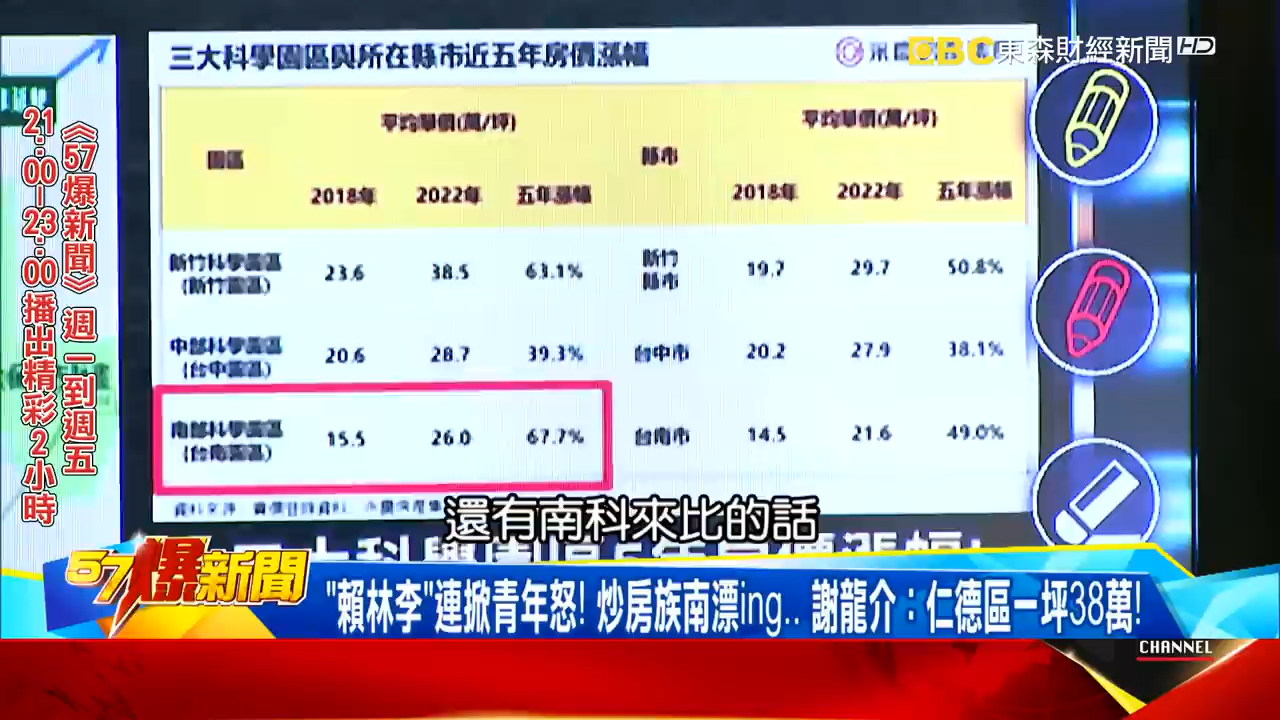 三大科學園區與所在縣市近五年房價漲幅
EBC 東森財經新聞 HD
《57爆新聞》週一到週五
21:00-23:00播出精彩2小時
平均單價(萬/坪) 平均單價(萬/坪)
園區 縣市
2018年 2022年 五年漲幅 2018年 2022年 五年漲幅
新竹科學園區 23.6 38.5 63.1% 新竹 19.7 29.7 50.8%
(新竹園區) 縣市
中部科學園區 20.6 28.7 39.3% 台中市 20.2 27.9 38.1%
(台中園區)
南部科學園區 15.5 26.0 67.7% 台南市 14.5 21.6 49.0%
(台南園區)
還有南科來比的話
57爆新聞
"賴林李"連掀青年怒! 炒房族南漂ing.. 謝龍介：仁德區一坪38萬!
CHANNEL